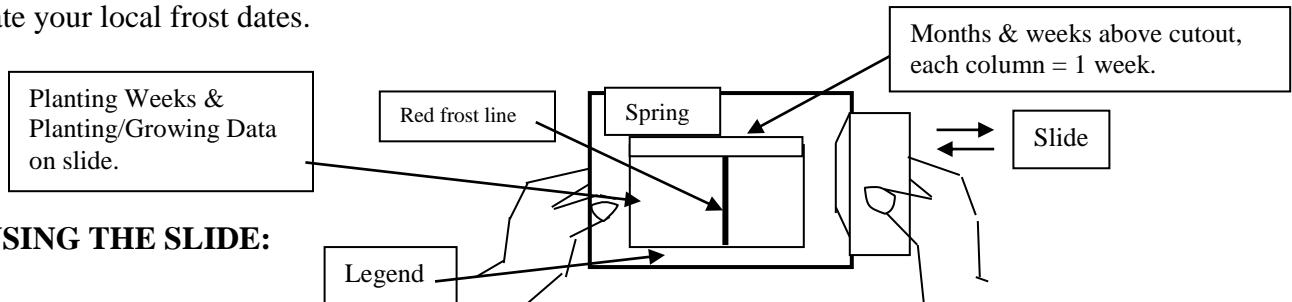 ate your local frost dates.
Months & weeks above cutout,
each column = 1 week.
Planting Weeks &
Planting/Growing Data
on slide.
Red frost line
Spring
Slide
USING THE SLIDE:
Legend